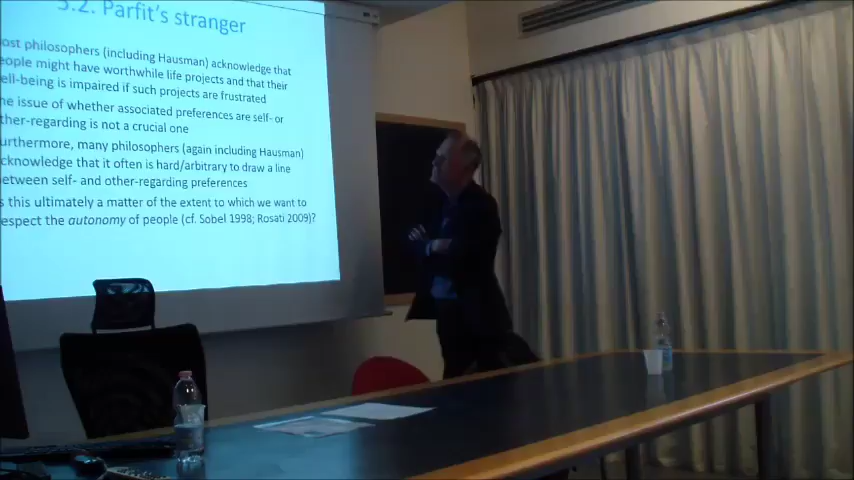 3.2. Parfit's stranger
ost philosophers (including Hausman) acknowledge that
eople might have worthwhile life projects and that their
ell-being is impaired if such projects are frustrated
he issue of whether associated preferences are self- or
ther-regarding is not a crucial one
urthermore, many philosophers (again including Hausman)
cknowledge that it often is hard/arbitrary to draw a line
etween self- and other-regarding preferences
s this ultimately a matter of the extent to which we want to
espect the autonomy of people (cf. Sobel 1998; Rosati 2009)?